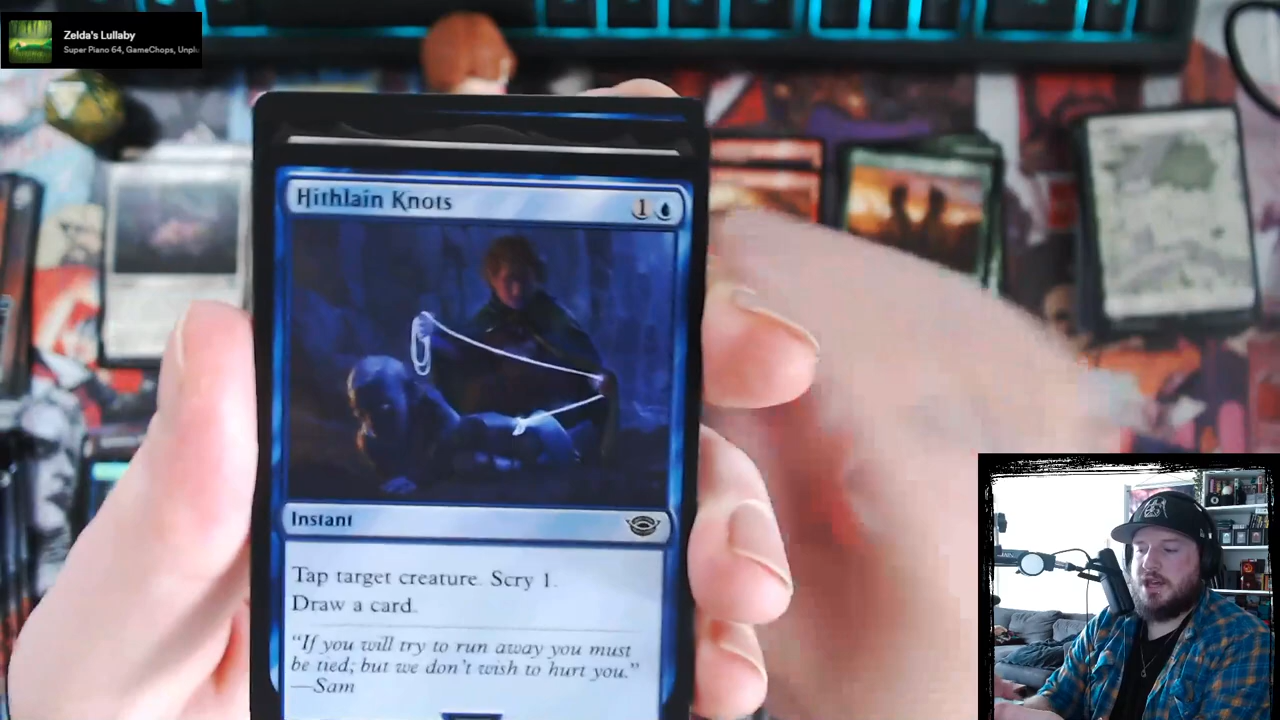 Zelda's Lullaby
Super Piano 64, GameChops, Unplu
Hithlain Knots
1
Instant
Tap target creature. Scry 1.
Draw a card.
"If you will try to run away you must
be tied; but we don't wish to hurt you."
—Sam